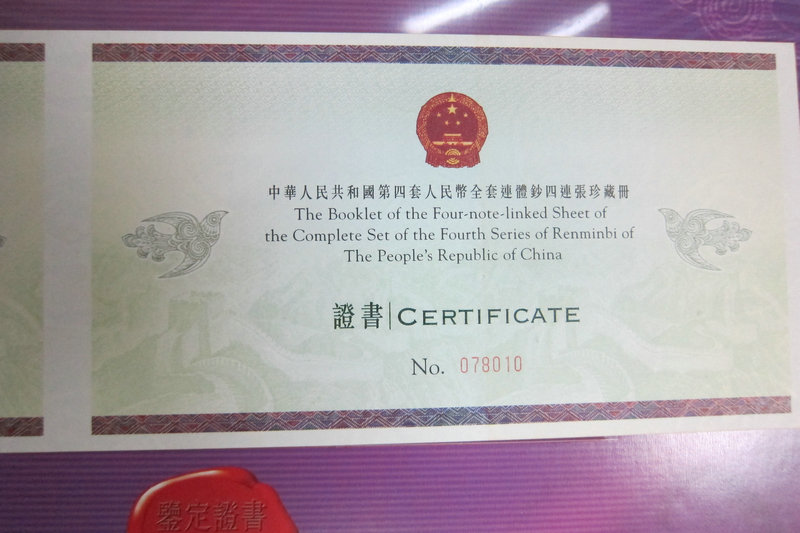 中華人民共和國第四套人民幣全套連體鈔四連張珍藏冊
The Booklet of the Four-note-linked Sheet of
the Complete Set of the Fourth Series of Renminbi of
The People's Republic of China
證書|CERTIFICATE
No. 078010
鑒定證書